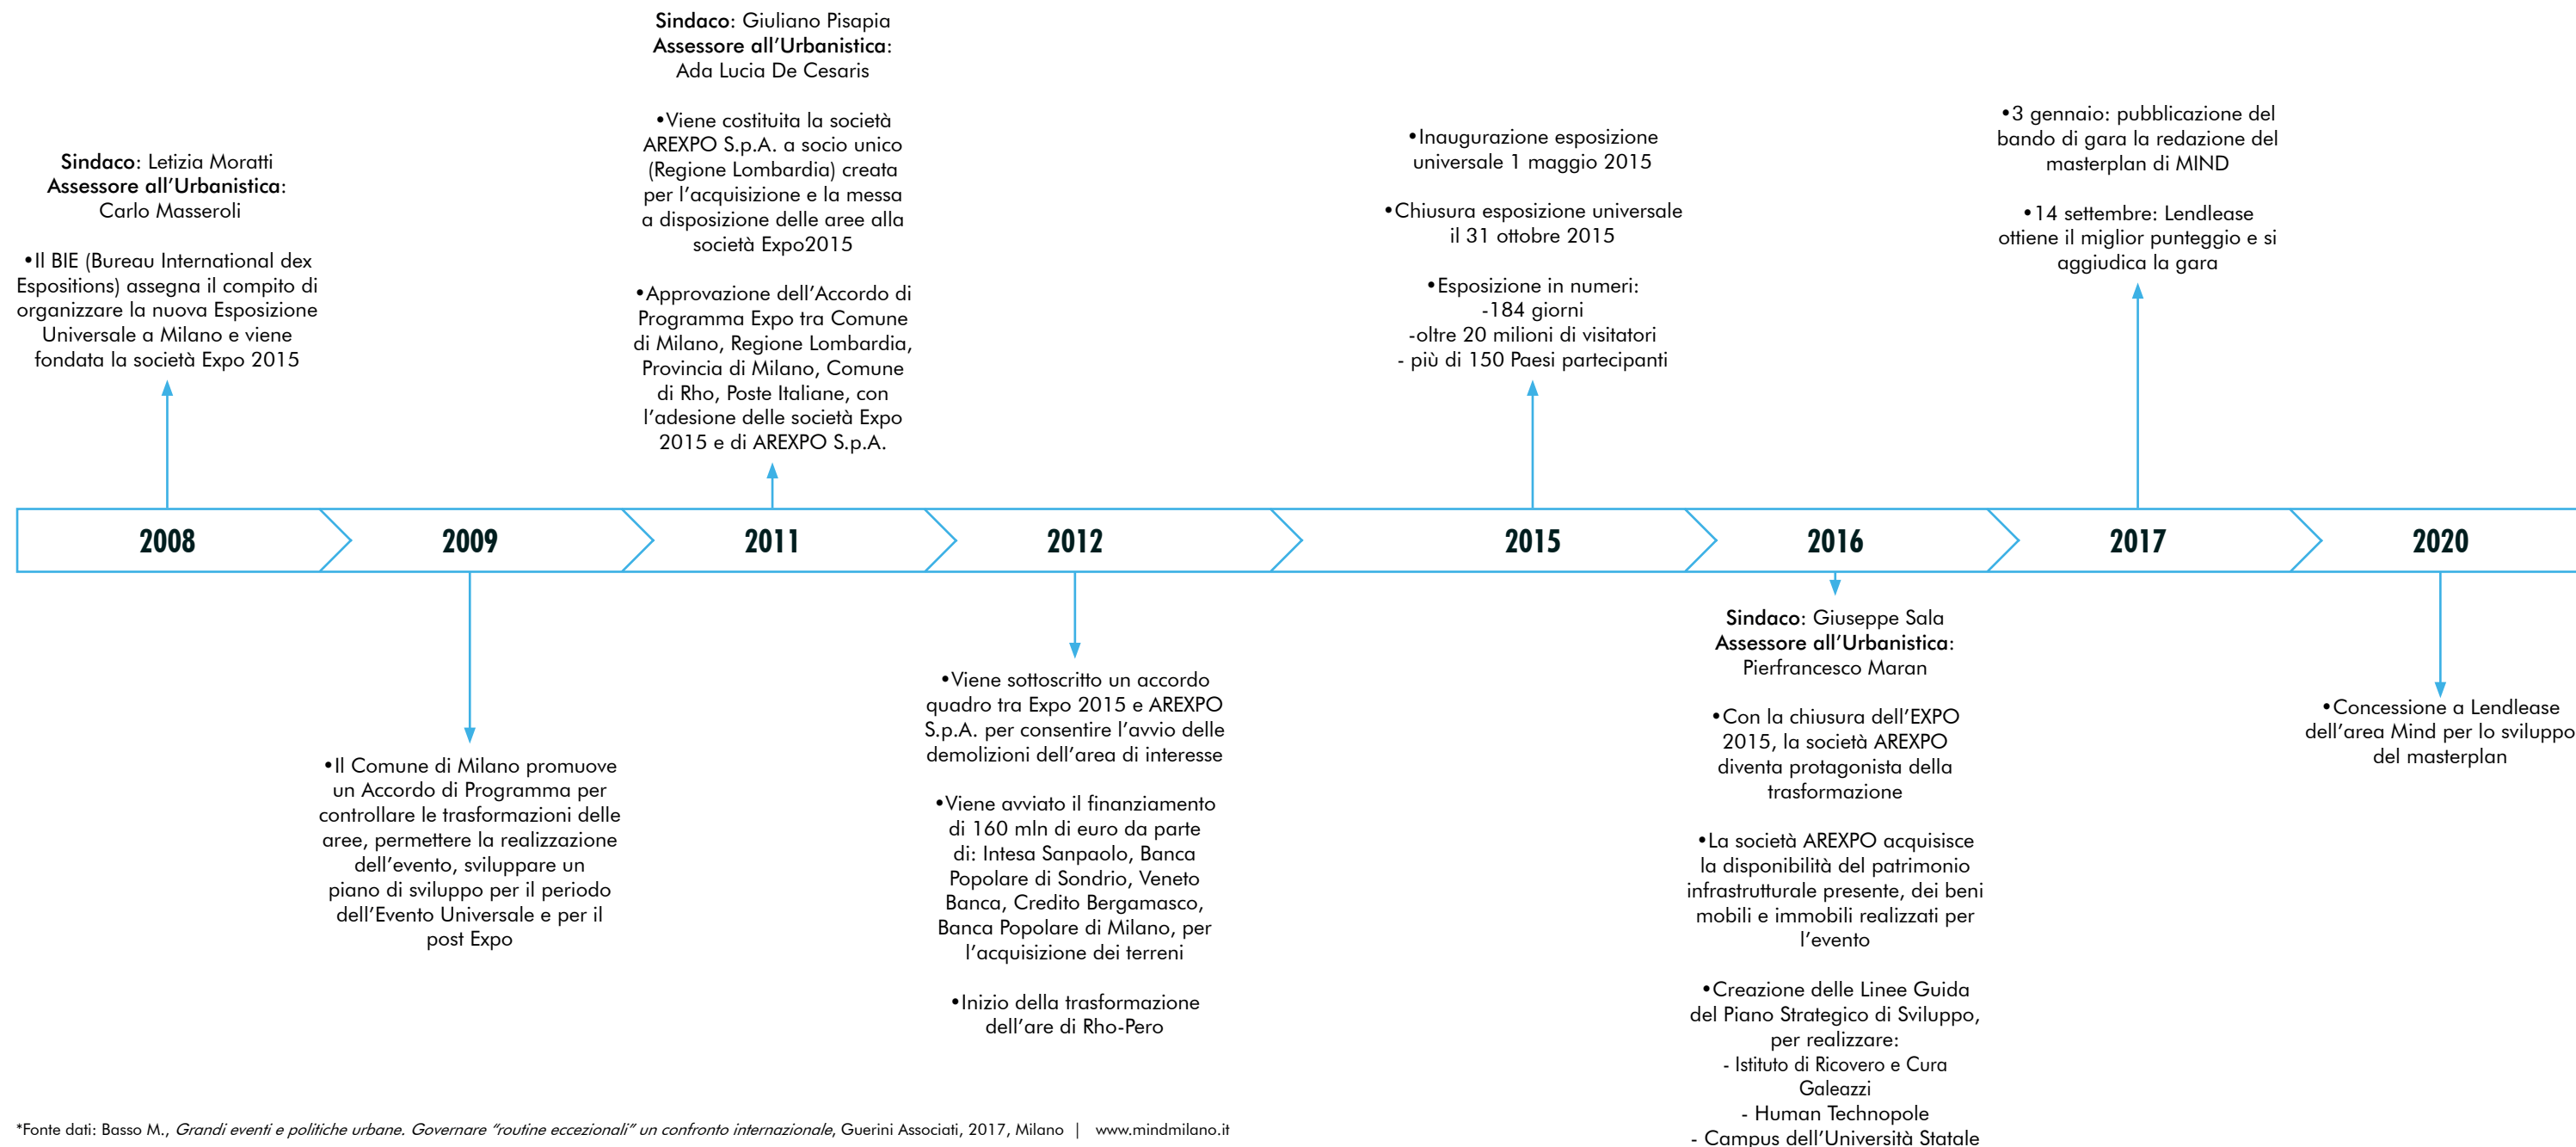 Sindaco: Letizia Moratti
Assessore all’Urbanistica:
Carlo Masseroli
•Il BIE (Bureau International dex
Espositions) assegna il compito di
organizzare la nuova Esposizione
Universale a Milano e viene
fondata la società Expo 2015
Sindaco: Giuliano Pisapia
Assessore all’Urbanistica:
Ada Lucia De Cesaris
•Viene costituita la società
AREXPO S.p.A. a socio unico
(Regione Lombardia) creata
per l’acquisizione e la messa
a disposizione delle aree alla
società Expo2015
•Approvazione dell’Accordo di
Programma Expo tra Comune
di Milano, Regione Lombardia,
Provincia di Milano, Comune
di Rho, Poste Italiane, con
l’adesione delle società Expo
2015 e di AREXPO S.p.A.
•Inaugurazione esposizione
universale 1 maggio 2015
•Chiusura esposizione universale
il 31 ottobre 2015
•Esposizione in numeri:
-184 giorni
-oltre 20 milioni di visitatori
- più di 150 Paesi partecipanti
•3 gennaio: pubblicazione del
bando di gara la redazione del
masterplan di MIND
•14 settembre: Lendlease
ottiene il miglior punteggio e si
aggiudica la gara
2008
2009
2011
2012
2015
2016
2017
2020
•Il Comune di Milano promuove
un Accordo di Programma per
controllare le trasformazioni delle
aree, permettere la realizzazione
dell’evento, sviluppare un
piano di sviluppo per il periodo
dell’Evento Universale e per il
post Expo
•Viene sottoscritto un accordo
quadro tra Expo 2015 e AREXPO
S.p.A. per consentire l’avvio delle
demolizioni dell’area di interesse
•Viene avviato il finanziamento
di 160 mln di euro da parte
di: Intesa Sanpaolo, Banca
Popolare di Sondrio, Veneto
Banca, Credito Bergamasco,
Banca Popolare di Milano, per
l’acquisizione dei terreni
•Inizio della trasformazione
dell’are di Rho-Pero
Sindaco: Giuseppe Sala
Assessore all’Urbanistica:
Pierfrancesco Maran
•Con la chiusura dell’EXPO
2015, la società AREXPO
diventa protagonista della
trasformazione
•La società AREXPO acquisisce
la disponibilità del patrimonio
infrastrutturale presente, dei beni
mobili e immobili realizzati per
l’evento
•Creazione delle Linee Guida
del Piano Strategico di Sviluppo,
per realizzare:
- Istituto di Ricovero e Cura
Galeazzi
- Human Technopole
- Campus dell’Università Statale
•Concessione a Lendlease
dell’area Mind per lo sviluppo
del masterplan
*Fonte dati: Basso M., Grandi eventi e politiche urbane. Governare “routine eccezionali” un confronto internazionale, Guerini Associati, 2017, Milano | www.mindmilano.it